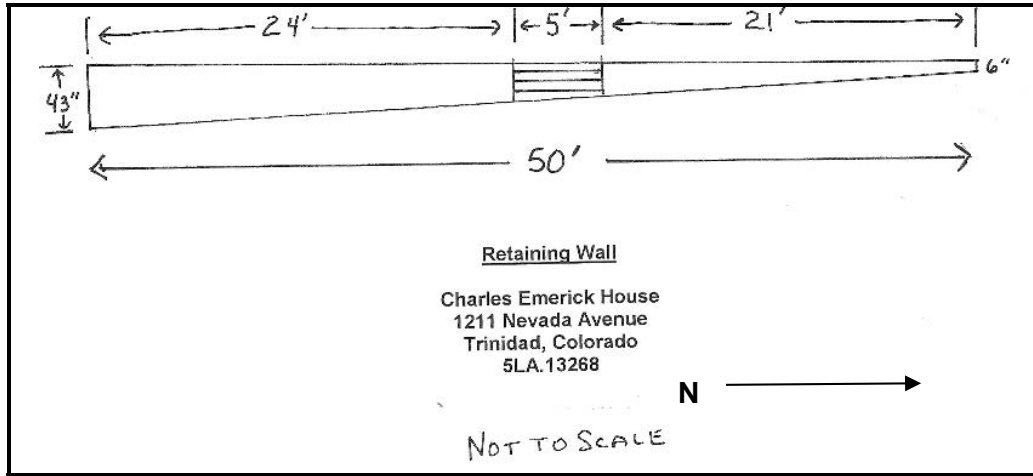 24' 5' 21'
43" 6"
50'
Retaining Wall
Charles Emerick House
1211 Nevada Avenue
Trinidad, Colorado
5LA.13268
N
NOT TO SCALE